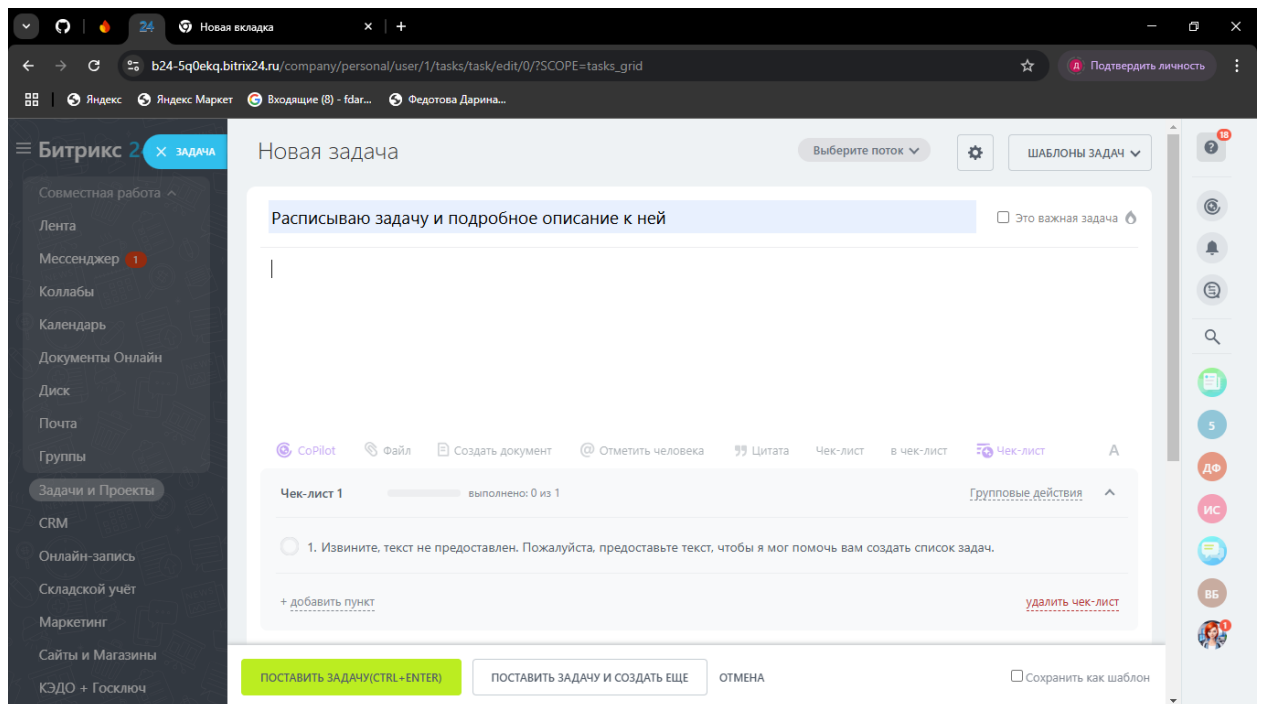 24 Новая вкладка
b24-5q0ekq.bitrix24.ru/company/personal/user/1/tasks/task/edit/0/?SCOPE=tasks_grid Д Подтвердить личность
Яндекс Яндекс Маркет Входящие (8) - fdar... Федотова Дарина...
Битрикс 2 ЗАДАЧА
Совместная работа
Лента
Мессенджер 1
Коллабы
Календарь
Документы Онлайн
Диск
Почта
Группы
Задачи и Проекты
CRM
Онлайн-запись
Складской учёт
Маркетинг
Сайты и Магазины
КЭДО + Госключ
Новая задача Выберите поток ШАБЛОНЫ ЗАДАЧ
Расписываю задачу и подробное описание к ней Это важная задача
CoPilot Файл Создать документ Отметить человека Цитата Чек-лист в чек-лист Чек-лист A
Чек-лист 1 выполнено: 0 из 1 Групповые действия
1. Извините, текст не предоставлен. Пожалуйста, предоставьте текст, чтобы я мог помочь вам создать список задач.
+ добавить пункт удалить чек-лист
ПОСТАВИТЬ ЗАДАЧУ(CTRL+ENTER) ПОСТАВИТЬ ЗАДАЧУ И СОЗДАТЬ ЕЩЕ ОТМЕНА Сохранить как шаблон
? 18
5
ДФ
ИС
ВБ
1